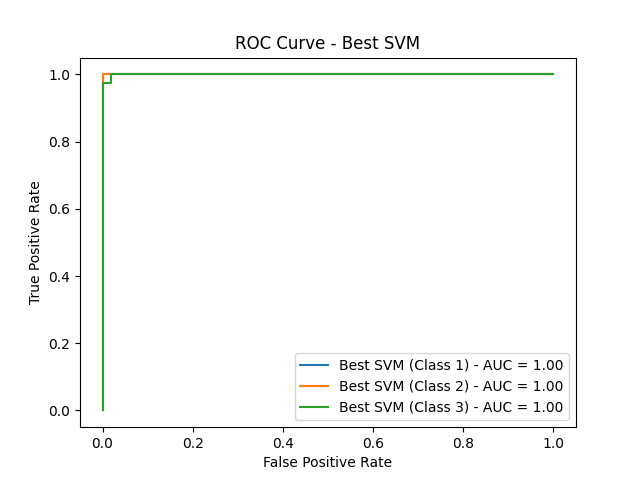 ROC Curve - Best SVM
1.0
0.8
0.6
0.4
0.2
0.0
True Positive Rate
Best SVM (Class 1) - AUC = 1.00
Best SVM (Class 2) - AUC = 1.00
Best SVM (Class 3) - AUC = 1.00
0.0 0.2 0.4 0.6 0.8 1.0
False Positive Rate